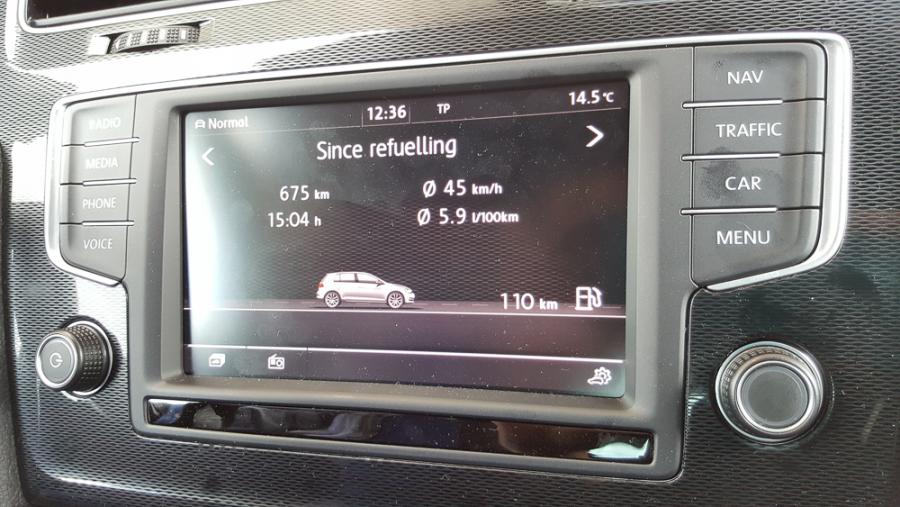 12:36 TP 14.5°C
Normal
Since refuelling
675 km Ø 45 km/h
15:04 h Ø 5.9 l/100km
110 km
RADIO
MEDIA
PHONE
VOICE
NAV
TRAFFIC
CAR
MENU